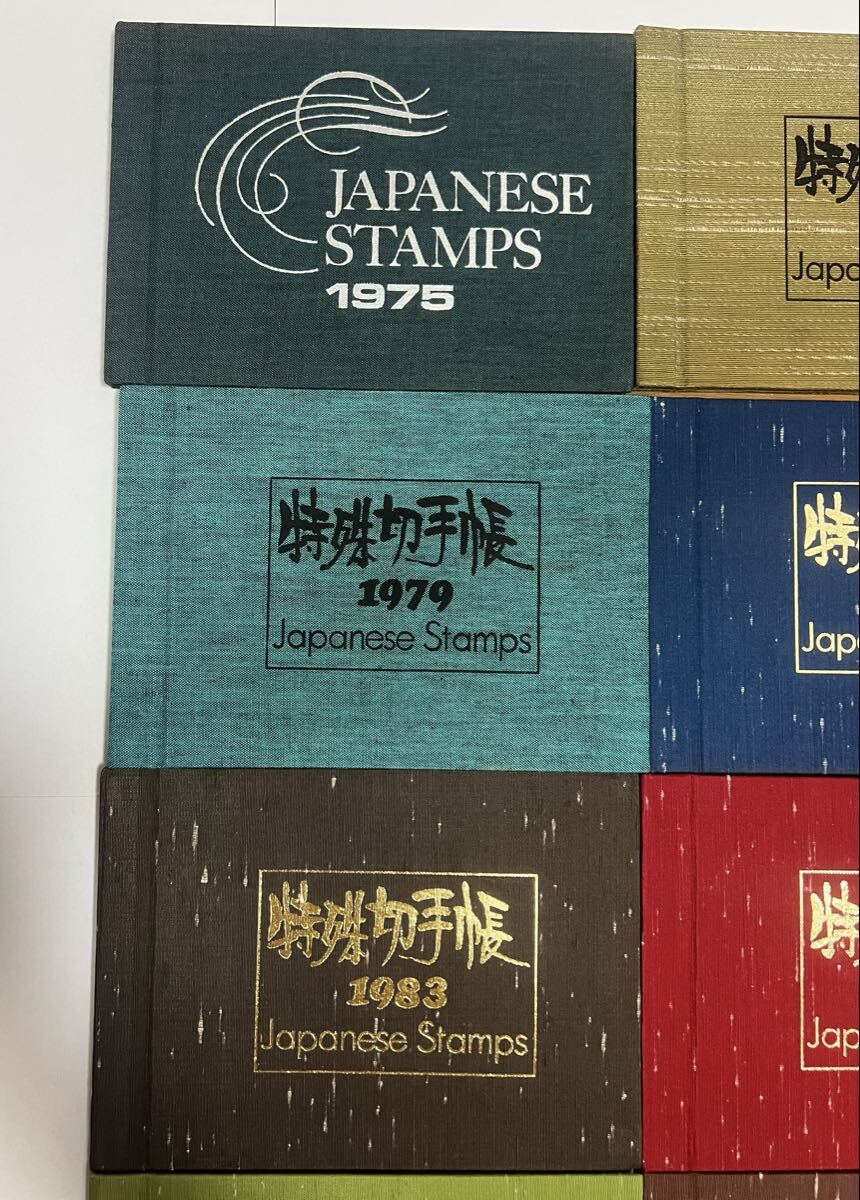 JAPANESE
STAMPS
1975
特殊切手帳
1979
Japanese Stamps
特殊切手帳
1983
Japanese Stamps